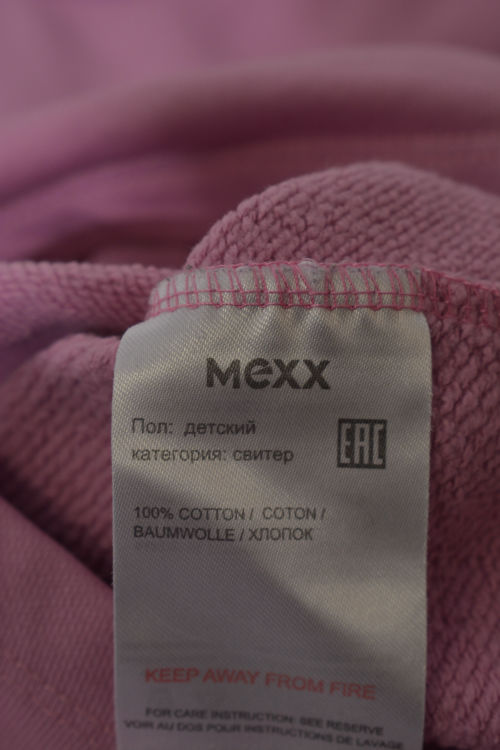 Mexx
Пол: детский
категория: свитер
EAC
100% COTTON / COTON /
BAUMWOLLE / ХЛОПОК
KEEP AWAY FROM FIRE
FOR CARE INSTRUCTION: SEE RESERVE
VOIR AU DOS POUR INSTRUCTIONS DE LAVAGE